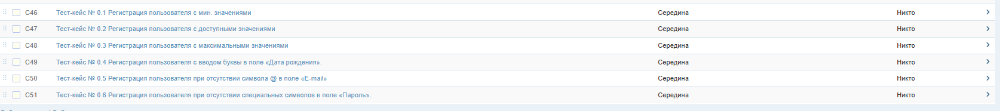 C46 Тест-кейс № 0.1 Регистрация пользователя с мин. значениями Середина Никто
C47 Тест-кейс № 0.2 Регистрация пользователя с доступными значениями Середина Никто
C48 Тест-кейс № 0.3 Регистрация пользователя с максимальными значениями Середина Никто
C49 Тест-кейс № 0.4 Регистрация пользователя с вводом буквы в поле «Дата рождения». Середина Никто
C50 Тест-кейс № 0.5 Регистрация пользователя при отсутствии символа @ в поле «E-mail» Середина Никто
C51 Тест-кейс № 0.6 Регистрация пользователя при отсутствии специальных символов в поле «Пароль». Середина Никто